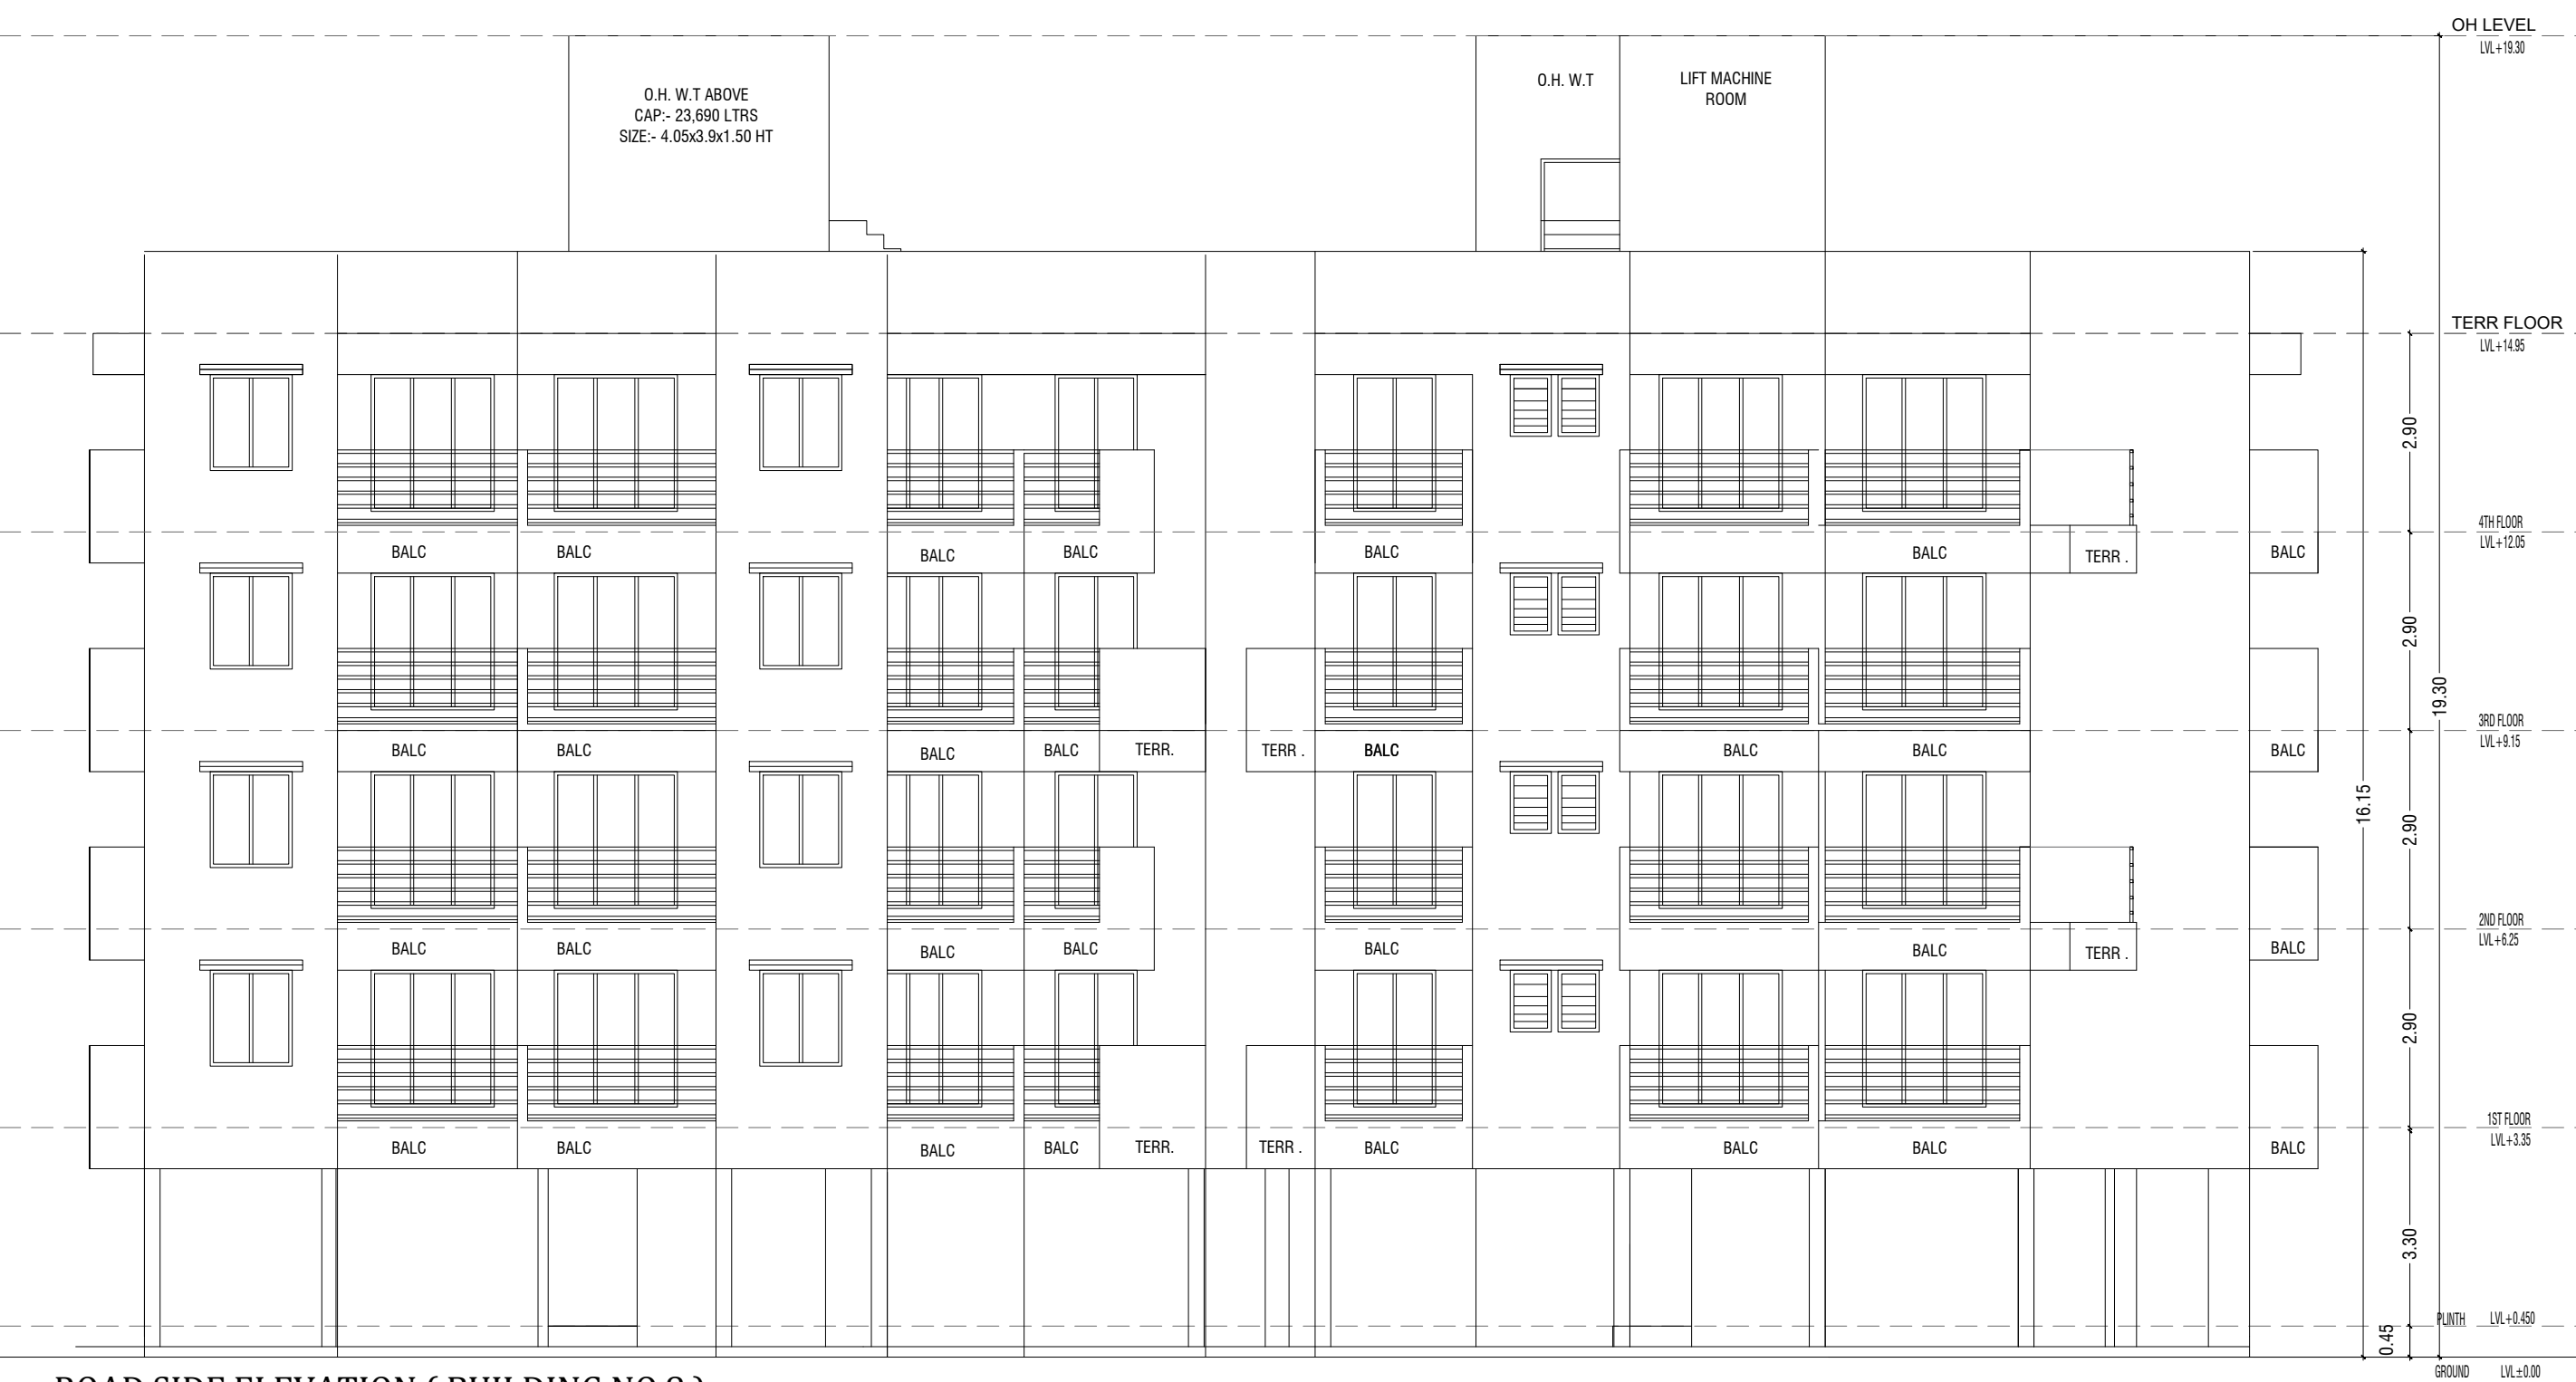 OH LEVEL
LVL+19.30
O.H. W.T ABOVE
CAP:- 23,690 LTRS
SIZE:- 4.05x3.9x1.50 HT
O.H. W.T
LIFT MACHINE
ROOM
TERR FLOOR
LVL+14.95
2.90
4TH FLOOR
LVL+12.05
BALC
BALC
BALC
BALC
BALC
BALC
TERR .
BALC
2.90
19.30
3RD FLOOR
LVL+9.15
BALC
BALC
BALC
BALC
TERR.
TERR .
BALC
BALC
BALC
BALC
16.15
2.90
2ND FLOOR
LVL+6.25
BALC
BALC
BALC
BALC
BALC
BALC
TERR .
BALC
2.90
1ST FLOOR
LVL+3.35
BALC
BALC
BALC
BALC
TERR.
TERR .
BALC
BALC
BALC
BALC
3.30
PLINTH LVL+0.450
0.45
GROUND LVL±0.00
ROAD SIDE ELEVATION ( BUILDING NO